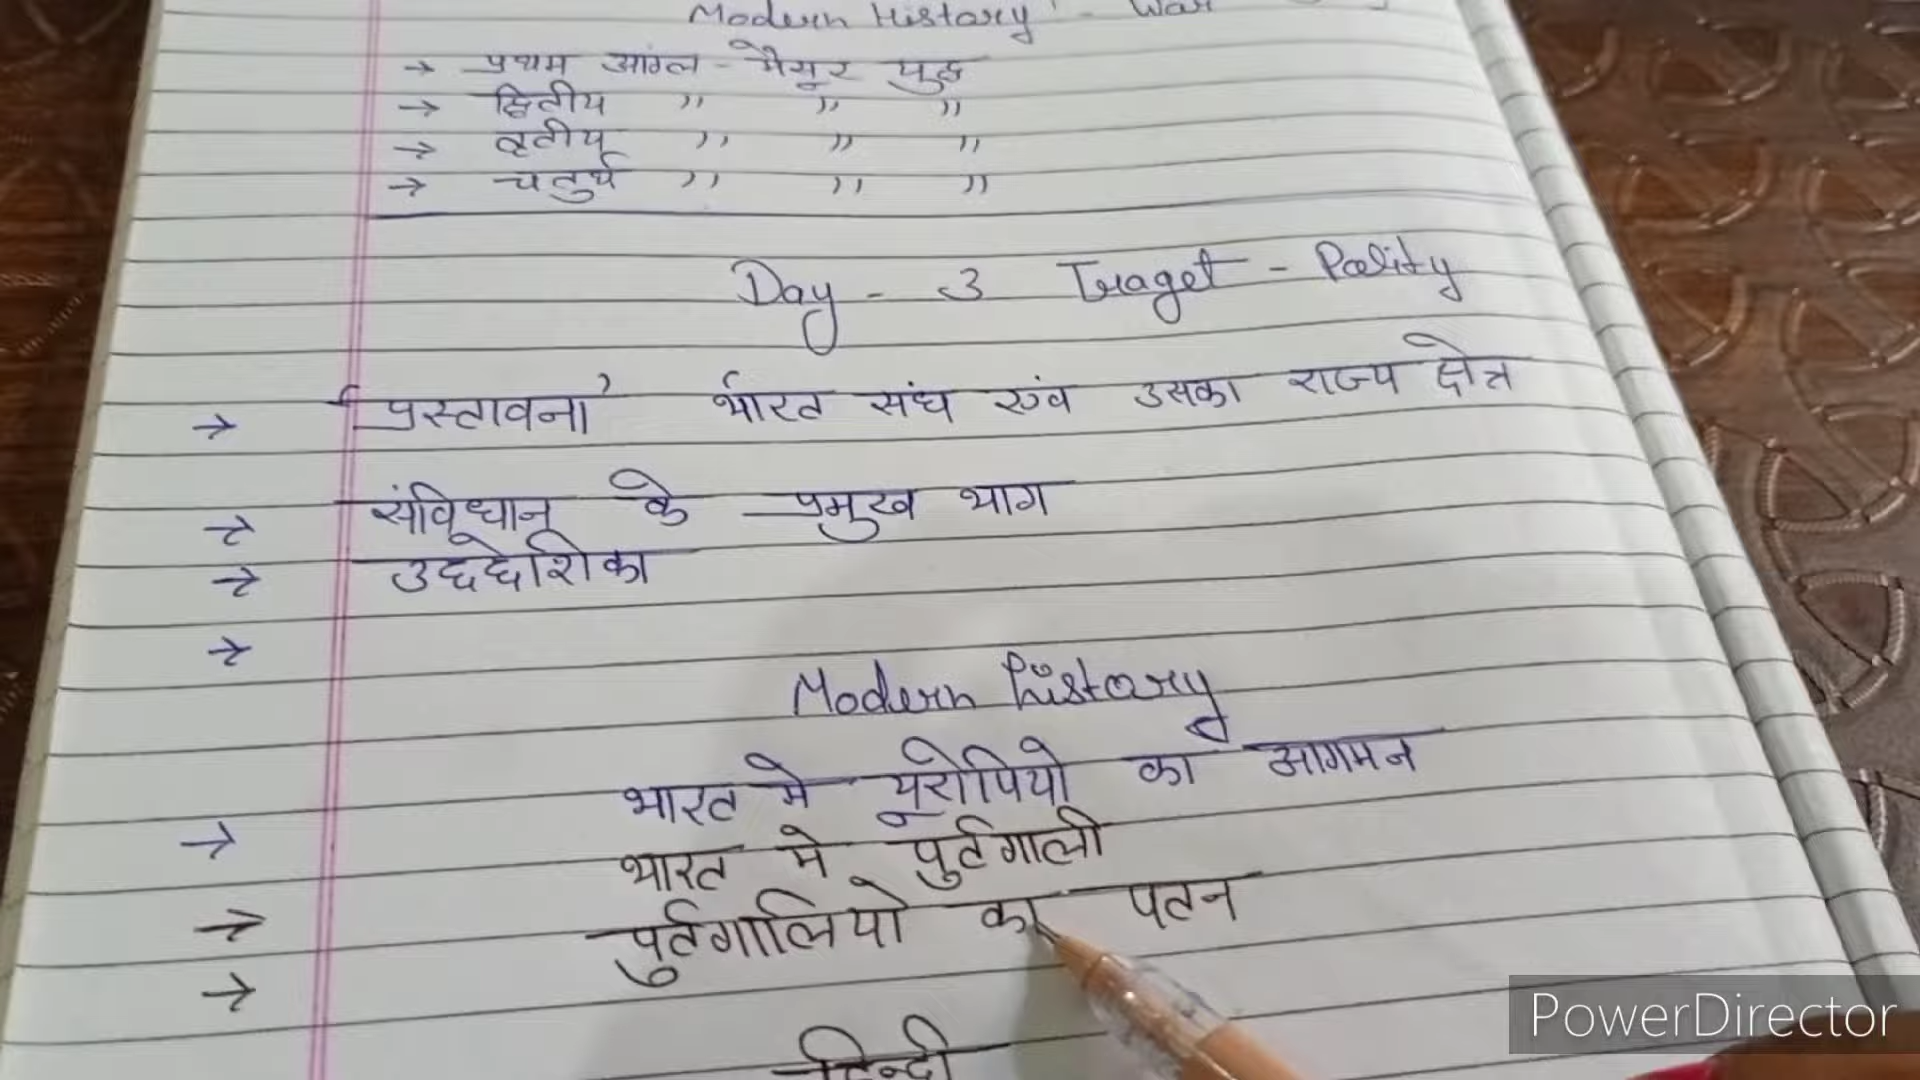 Modern History - War
→ प्रथम आंग्ल - मैसूर युद्ध
→ द्वितीय " " "
→ तृतीय " " "
→ चतुर्थ " " "
Day - 3 Traget - Polity
→ "प्रस्तावना" भारत संघ एवं उसका राज्य क्षेत्र
→ संविधान के प्रमुख भाग
→ उद्देशिका
→
Modern history
भारत मे यूरोपियो का आगमन
→ भारत मे पुर्तगाली
→ पुर्तगालियो का पतन
→
हिन्दी
PowerDirector